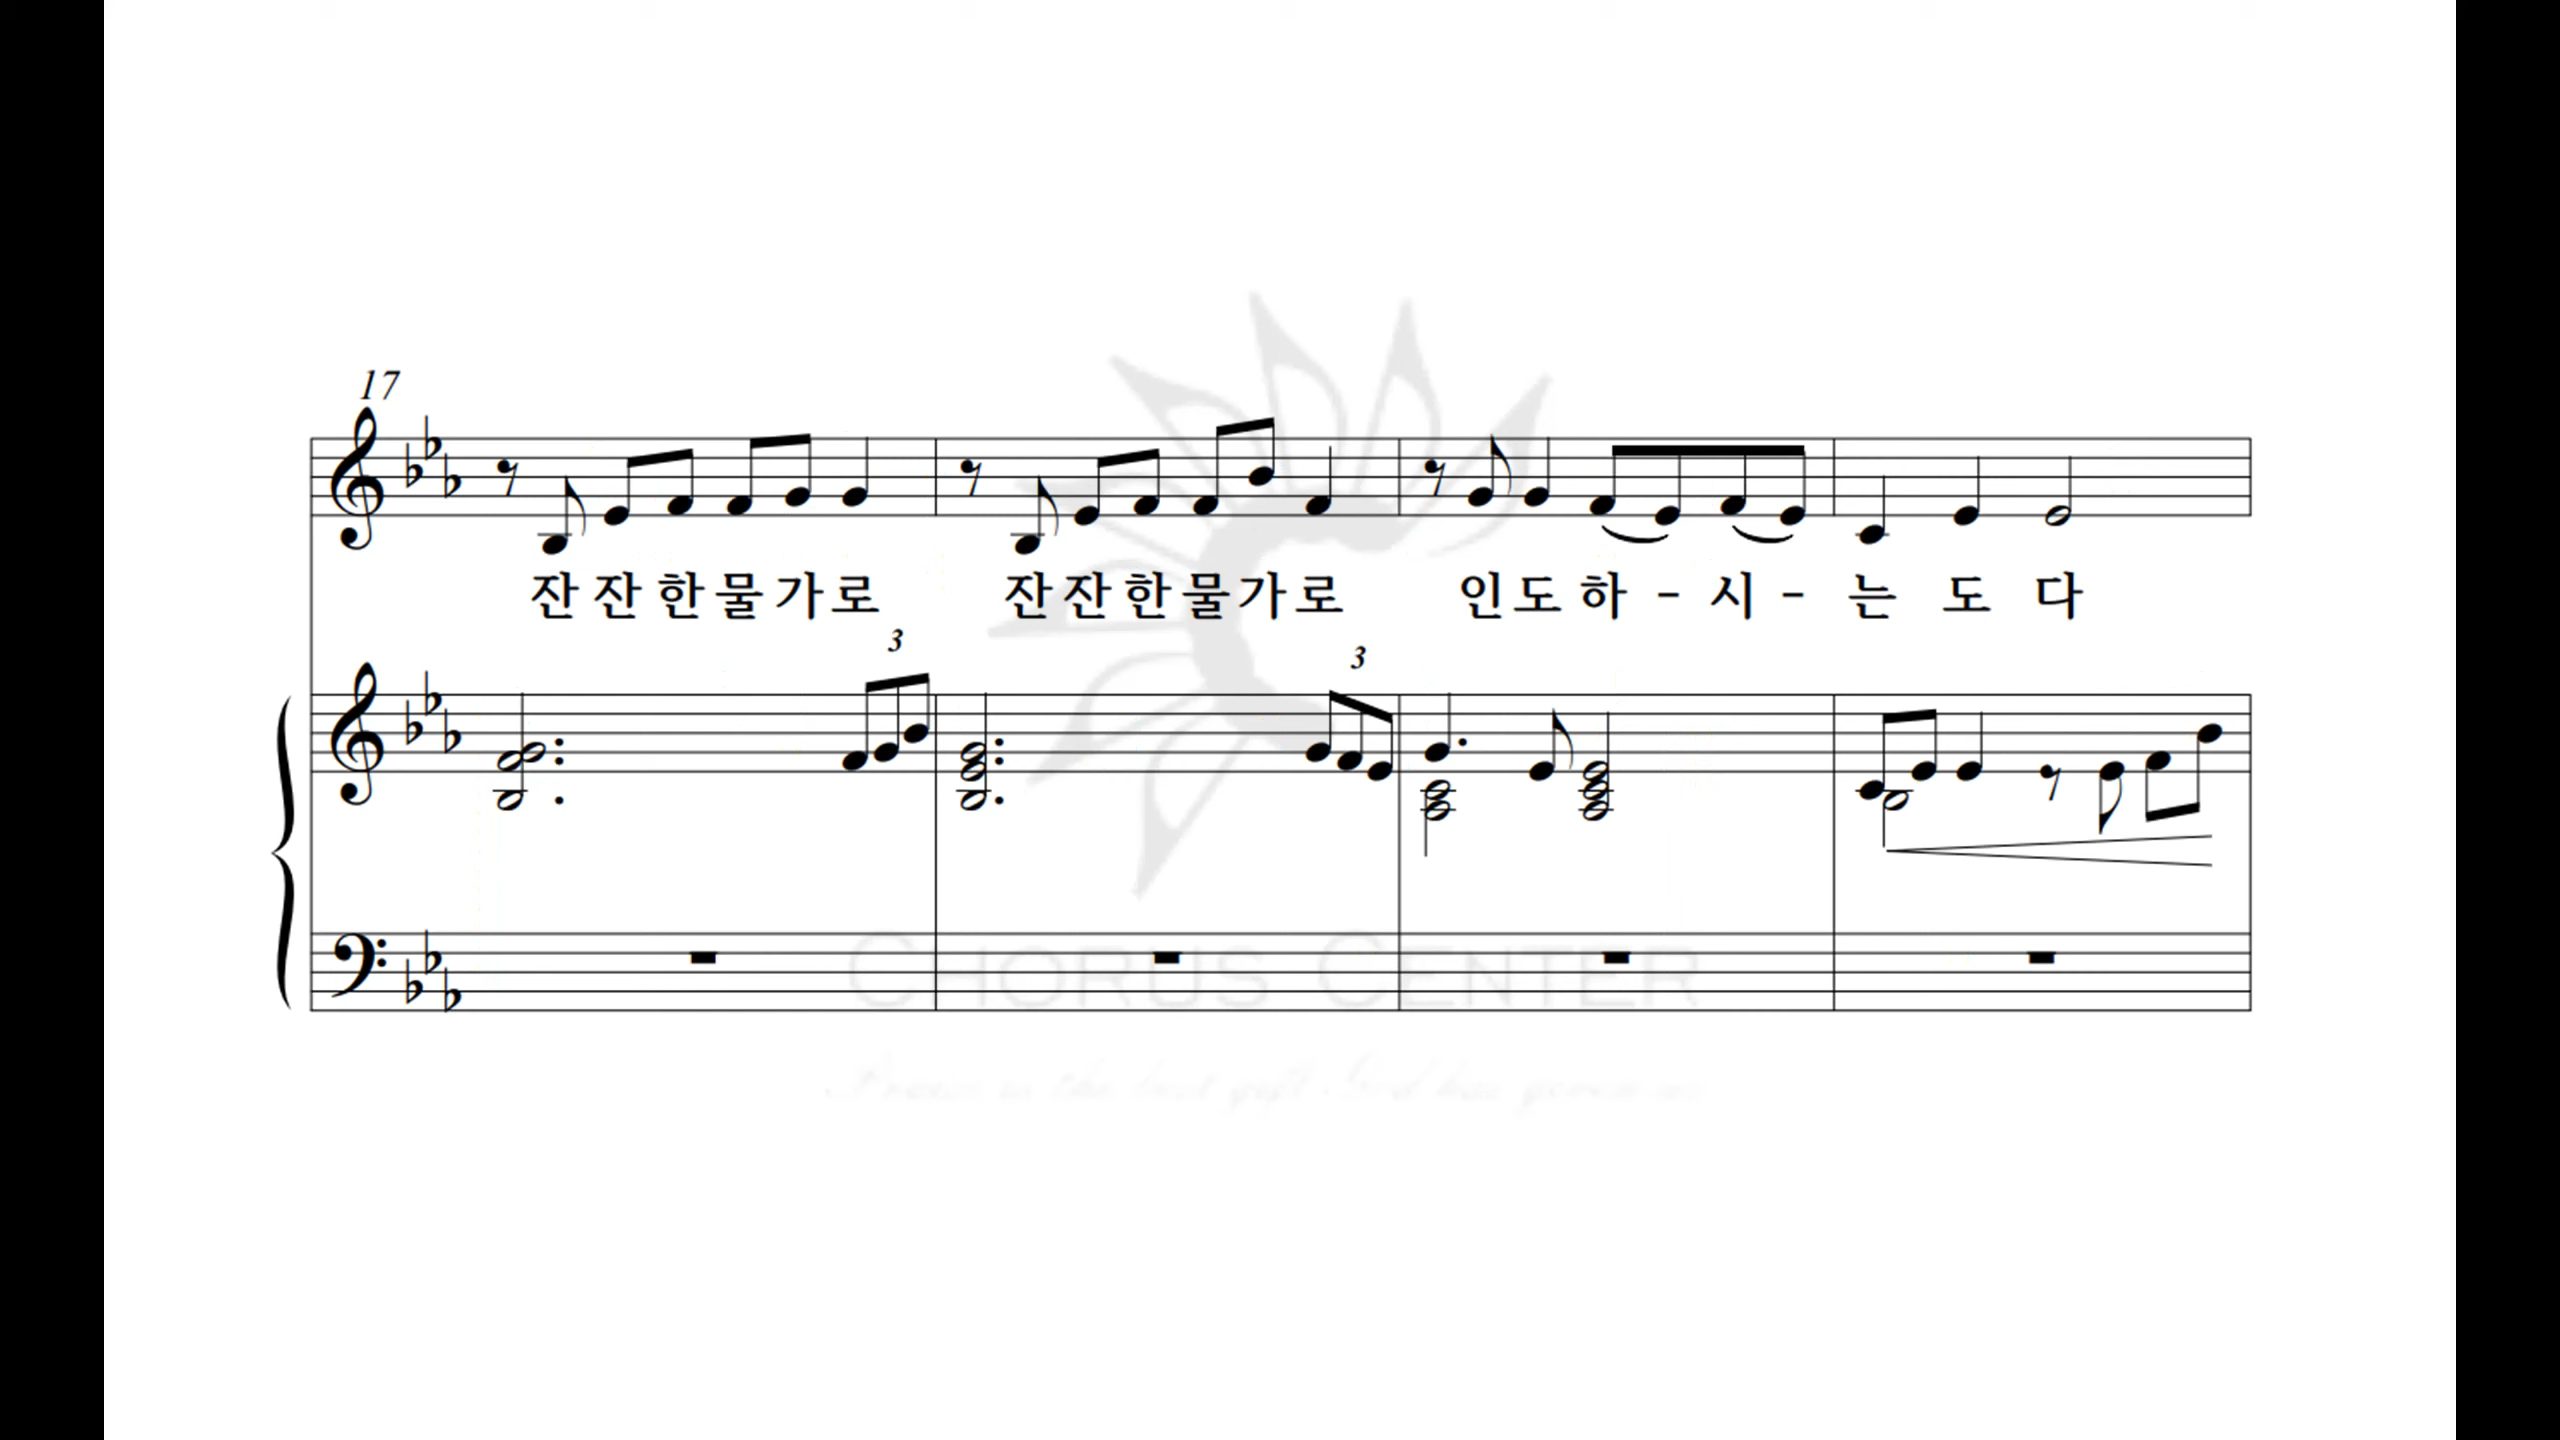 17
잔 잔 한 물 가 로 잔 잔 한 물 가 로 인 도 하 - 시 - 는 도 다
3 3
CHORUS CENTER